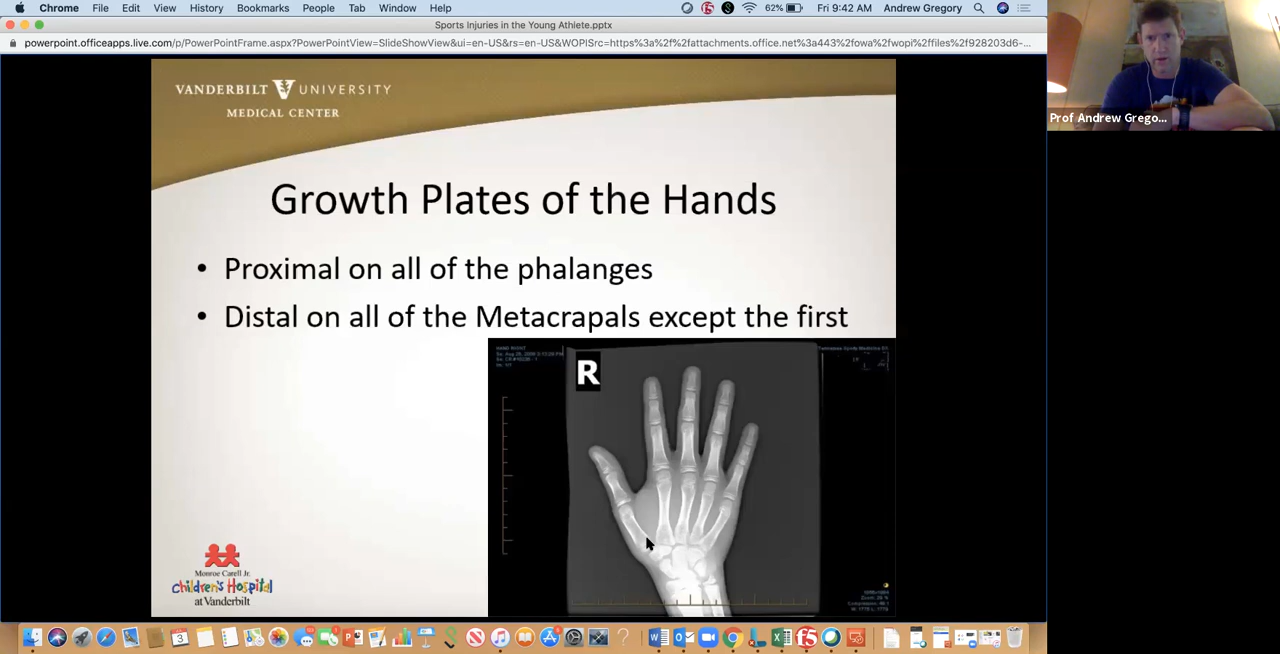 Chrome File Edit View History Bookmarks People Tab Window Help 62% Fri 9:42 AM Andrew Gregory
Sports Injuries in the Young Athlete.pptx
powerpoint.officeapps.live.com/p/PowerPointFrame.aspx?PowerPointView=SlideShowView&ui=en-US&rs=en-US&WOPISrc=https%3a%2f%2fattachments.office.net%3a443%2fowa%2fwopi%2ffiles%2f928203d6-...
Prof Andrew Grego...
VANDERBILT UNIVERSITY
MEDICAL CENTER
Growth Plates of the Hands
• Proximal on all of the phalanges
• Distal on all of the Metacrapals except the first
HAND RIGHT
R
Monroe Carell Jr.
Children's Hospital
at Vanderbilt